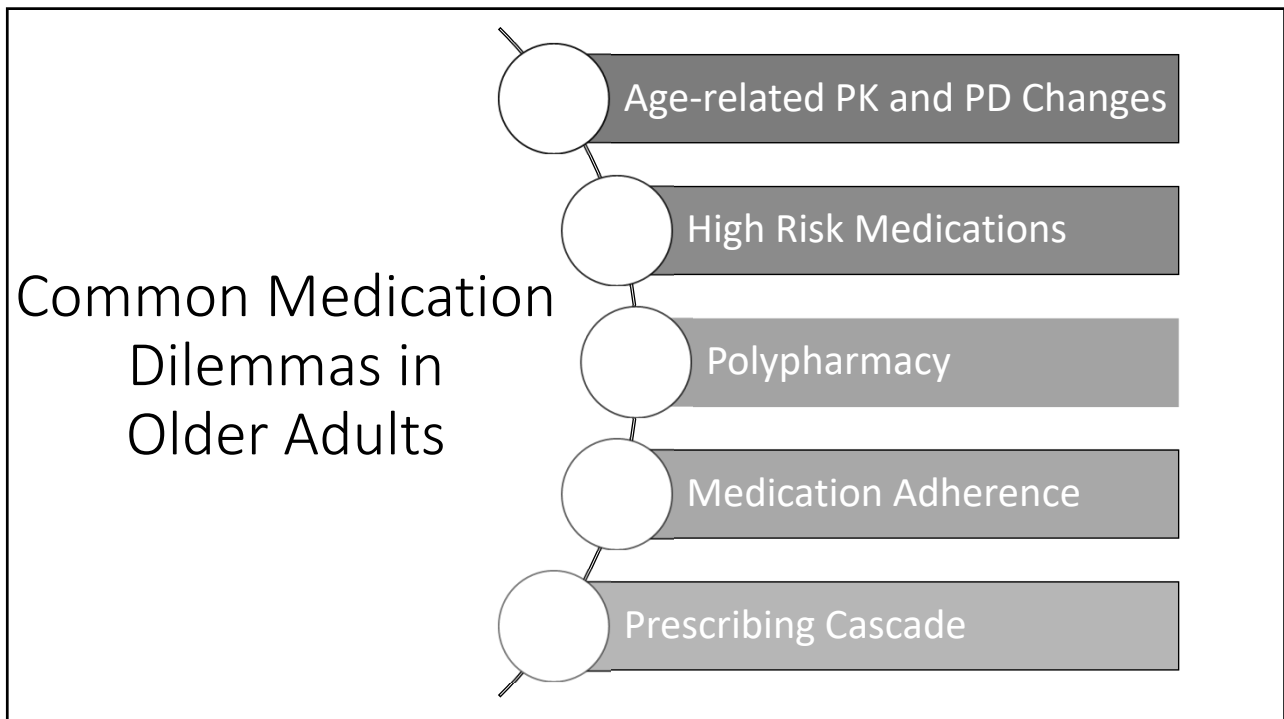 Common Medication
Dilemmas in
Older Adults
Age-related PK and PD Changes
High Risk Medications
Polypharmacy
Medication Adherence
Prescribing Cascade